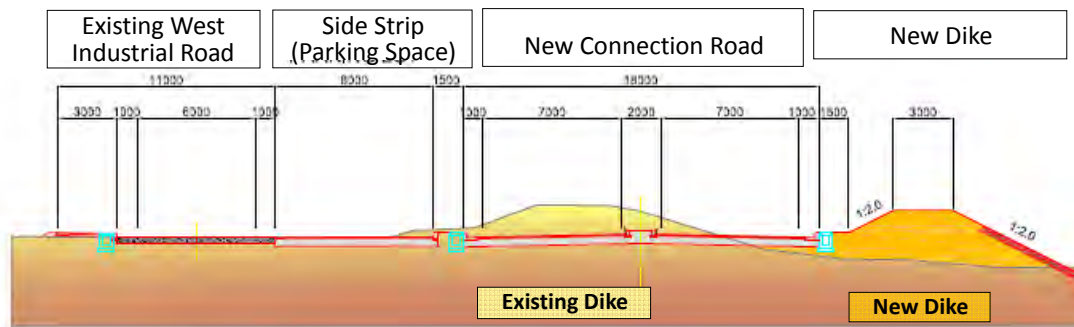 Existing West
Industrial Road
Side Strip
(Parking Space)
New Connection Road
New Dike
11000
8000
1500
18000
3000
1000
6000
1000
1000
7000
2000
7000
1000
1500
3000
1:2.0
1:2.0
Existing Dike
New Dike